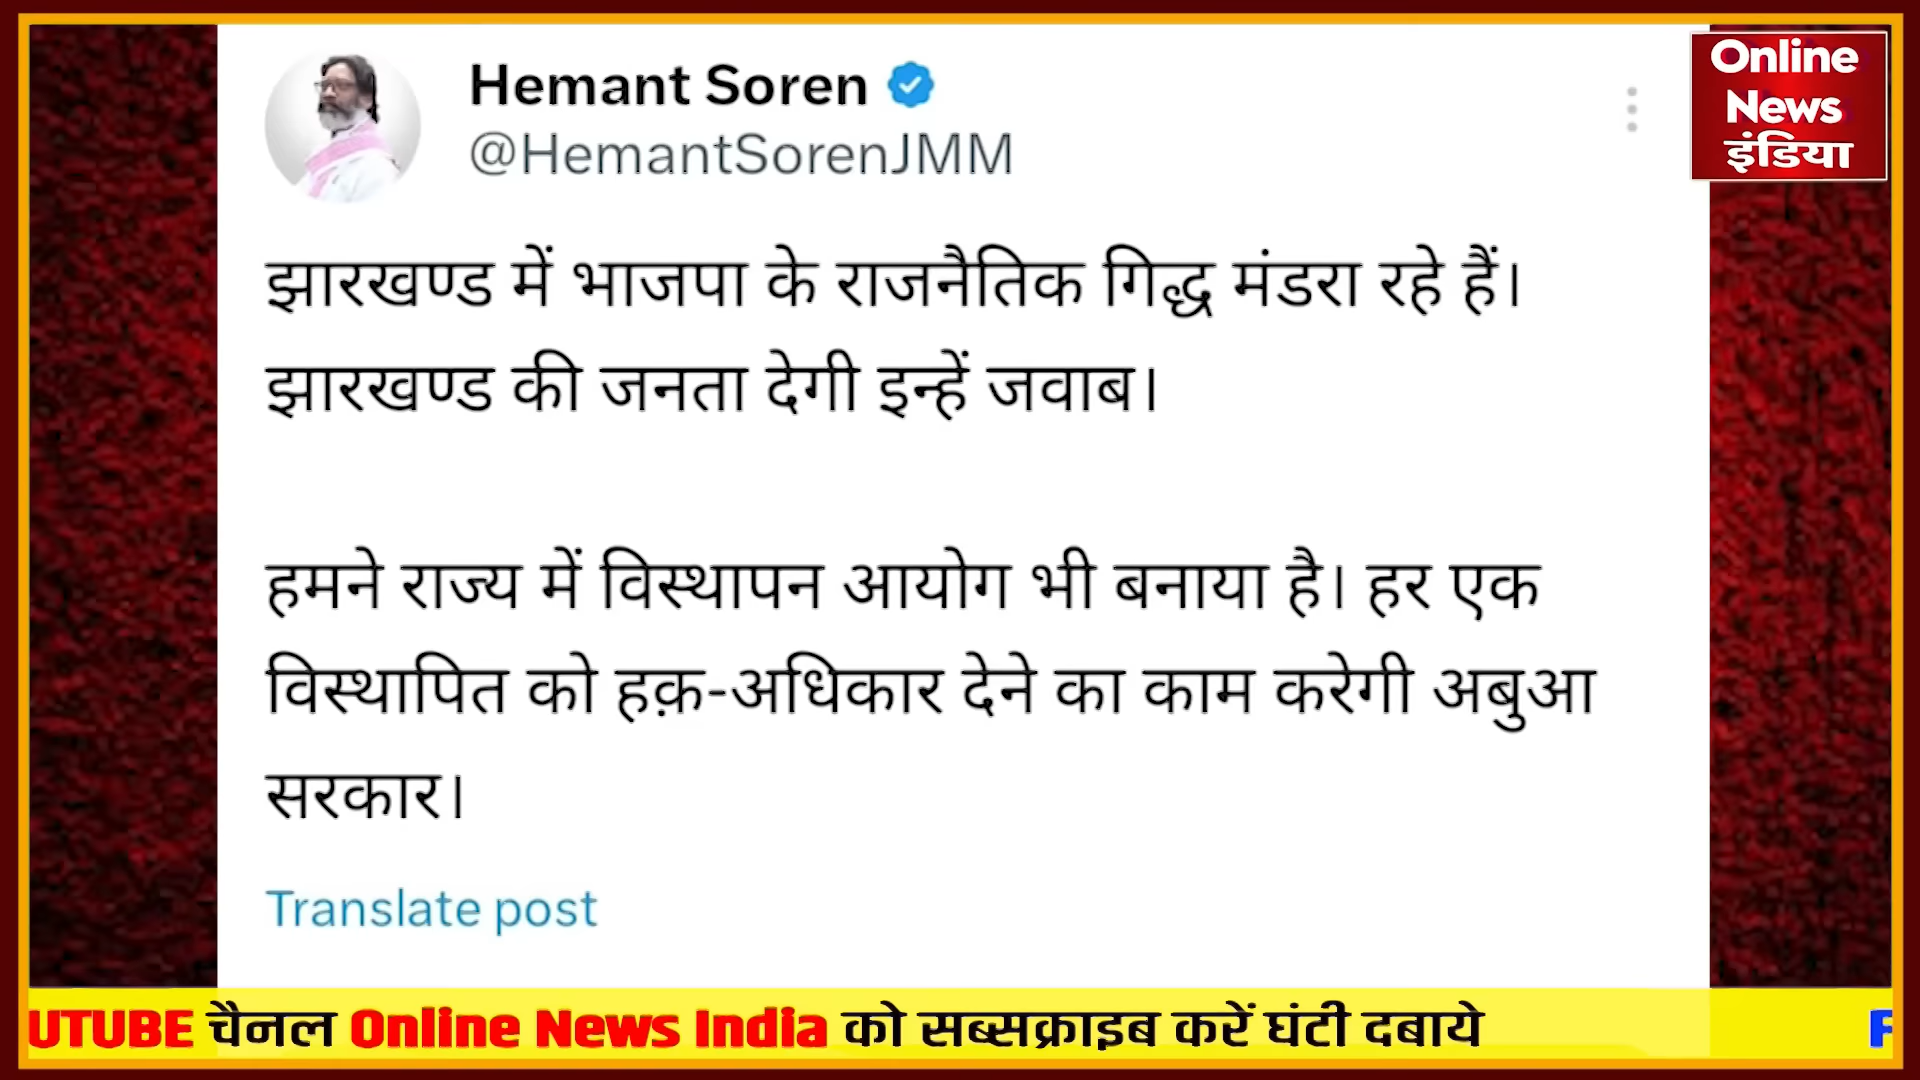 Hemant Soren
@HemantSorenJMM
Online
News
इंडिया
झारखण्ड में भाजपा के राजनैतिक गिद्ध मंडरा रहे हैं।
झारखण्ड की जनता देगी इन्हें जवाब।
हमने राज्य में विस्थापन आयोग भी बनाया है। हर एक
विस्थापित को हक़-अधिकार देने का काम करेगी अबुआ
सरकार।
Translate post
UTUBE चैनल Online News India को सब्सक्राइब करें घंटी दबाये